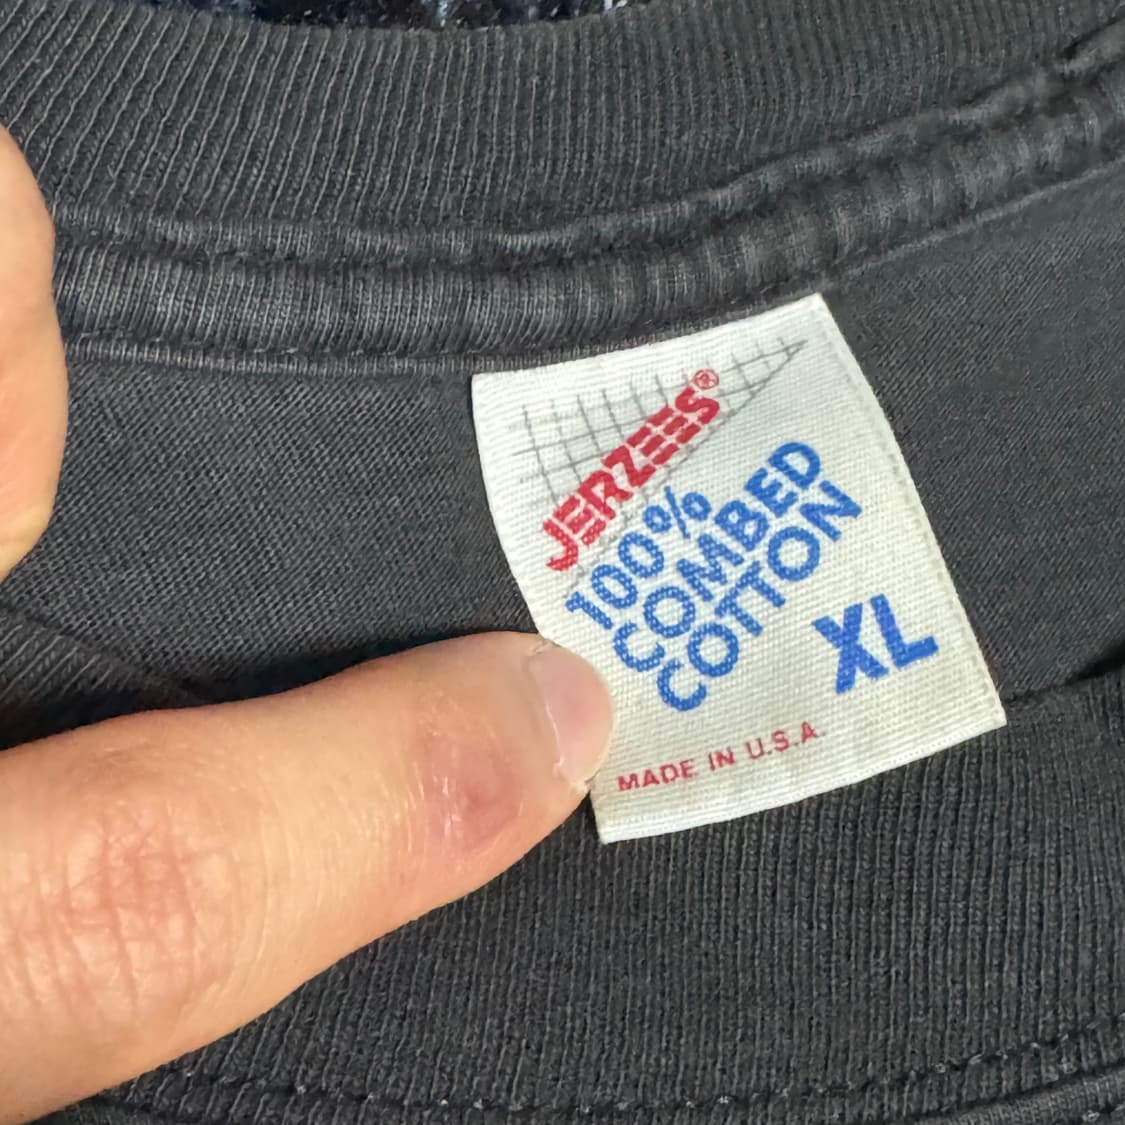 JERZEES®
100%
COMBED
COTTON
XL
MADE IN U.S.A.